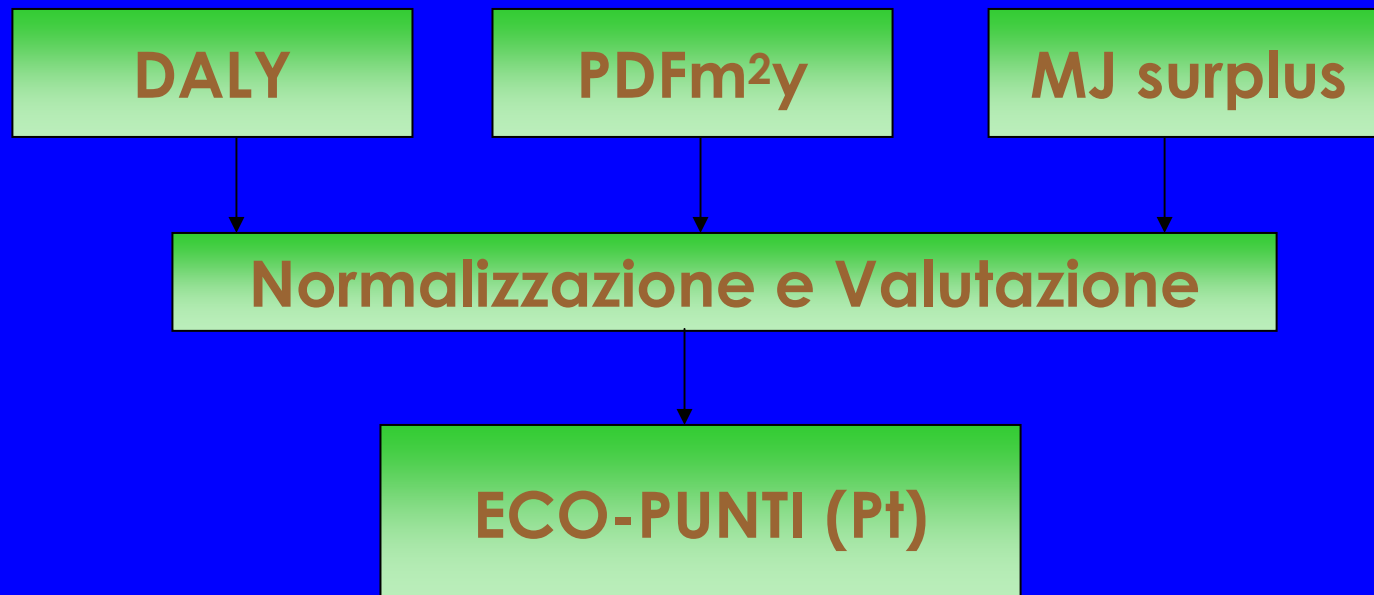 DALY
PDFm²y
MJ surplus
Normalizzazione e Valutazione
ECO-PUNTI (Pt)